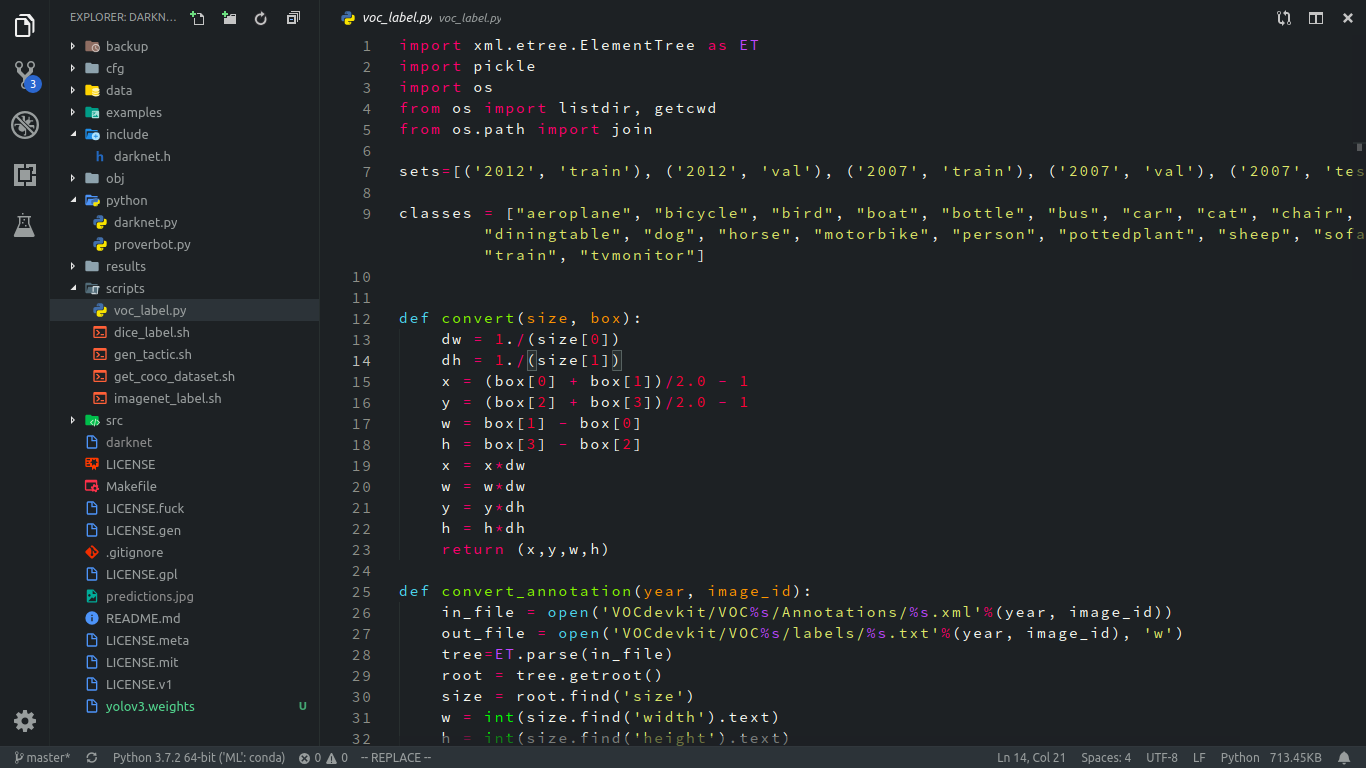 EXPLORER: DARKN...
backup
cfg
data
examples
include
darknet.h
obj
python
darknet.py
proverbot.py
results
scripts
voc_label.py
dice_label.sh
gen_tactic.sh
get_coco_dataset.sh
imagenet_label.sh
src
darknet
LICENSE
Makefile
LICENSE.fuck
LICENSE.gen
.gitignore
LICENSE.gpl
predictions.jpg
README.md
LICENSE.meta
LICENSE.mit
LICENSE.v1
yolov3.weights U
3
voc_label.py voc_label.py
1 import xml.etree.ElementTree as ET
2 import pickle
3 import os
4 from os import listdir, getcwd
5 from os.path import join
6
7 sets=[('2012', 'train'), ('2012', 'val'), ('2007', 'train'), ('2007', 'val'), ('2007', 'tes
8
9 classes = ["aeroplane", "bicycle", "bird", "boat", "bottle", "bus", "car", "cat", "chair",
"diningtable", "dog", "horse", "motorbike", "person", "pottedplant", "sheep", "sofa
"train", "tvmonitor"]
10
11
12 def convert(size, box):
13 dw = 1./(size[0])
14 dh = 1./(size[1])
15 x = (box[0] + box[1])/2.0 - 1
16 y = (box[2] + box[3])/2.0 - 1
17 w = box[1] - box[0]
18 h = box[3] - box[2]
19 x = x*dw
20 w = w*dw
21 y = y*dh
22 h = h*dh
23 return (x,y,w,h)
24
25 def convert_annotation(year, image_id):
26 in_file = open('VOCdevkit/VOC%s/Annotations/%s.xml'%(year, image_id))
27 out_file = open('VOCdevkit/VOC%s/labels/%s.txt'%(year, image_id), 'w')
28 tree=ET.parse(in_file)
29 root = tree.getroot()
30 size = root.find('size')
31 w = int(size.find('width').text)
32 h = int(size.find('height').text)
master* Python 3.7.2 64-bit ('ML': conda) 0 0 -- REPLACE -- Ln 14, Col 21 Spaces: 4 UTF-8 LF Python 713.45KB